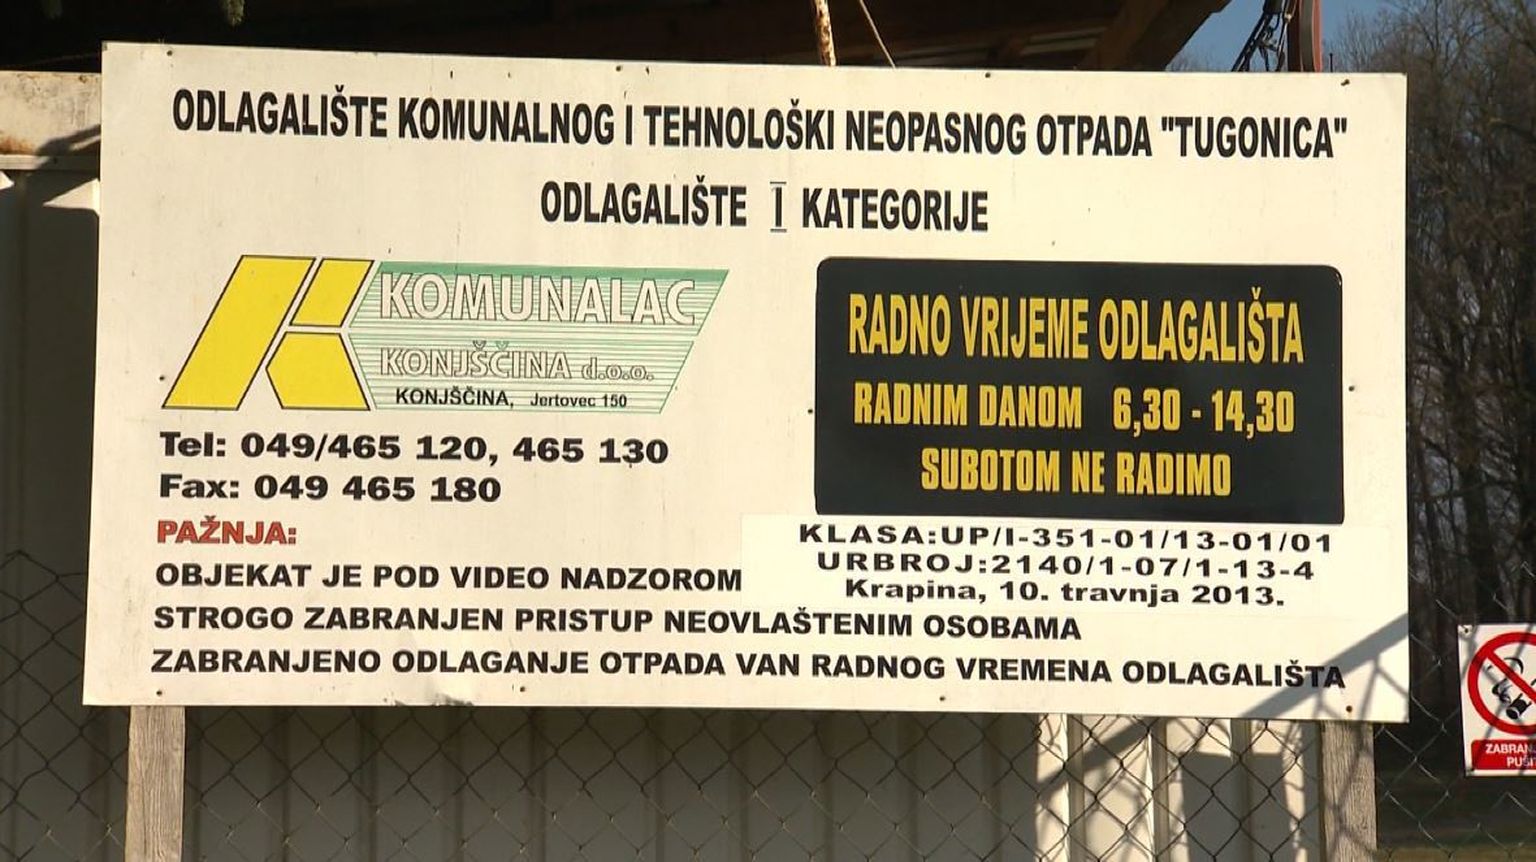 ODLAGALIŠTE KOMUNALNOG I TEHNOLOŠKI NEOPASNOG OTPADA "TUGONICA"
ODLAGALIŠTE I KATEGORIJE
KOMUNALAC
KONJŠČINA d.o.o.
KONJŠČINA, Jertovec 150
Tel: 049/465 120, 465 130
Fax: 049 465 180
RADNO VRIJEME ODLAGALIŠTA
RADNIM DANOM 6,30 - 14,30
SUBOTOM NE RADIMO
KLASA:UP/I-351-01/13-01/01
URBROJ:2140/1-07/1-13-4
Krapina, 10. travnja 2013.
PAŽNJA:
OBJEKAT JE POD VIDEO NADZOROM
STROGO ZABRANJEN PRISTUP NEOVLAŠTENIM OSOBAMA
ZABRANJENO ODLAGANJE OTPADA VAN RADNOG VREMENA ODLAGALIŠTA